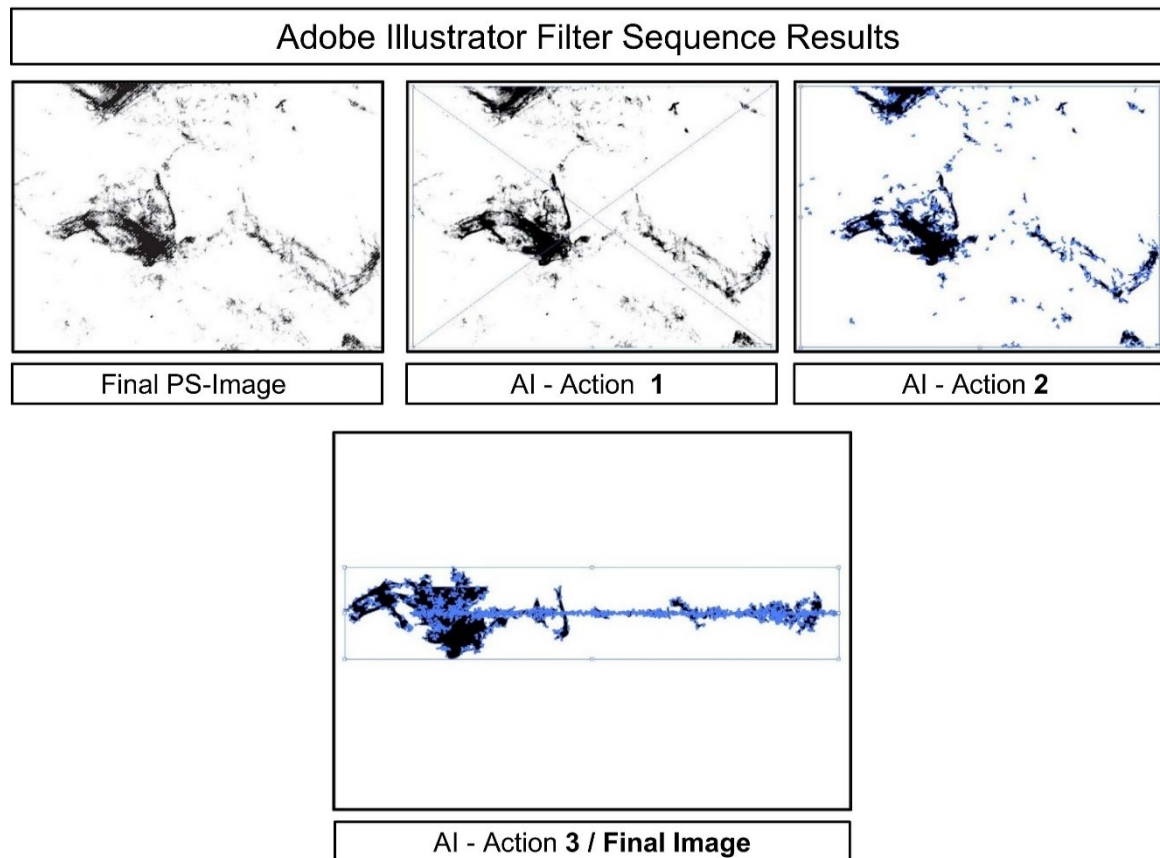 Adobe Illustrator Filter Sequence Results
Final PS-Image
AI - Action 1
AI - Action 2
AI - Action 3 / Final Image